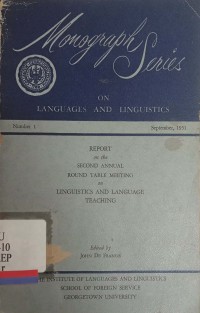 Monograph
Series
ON
LANGUAGES AND LINGUISTICS
Number 1
September, 1951
REPORT
on the
SECOND ANNUAL
ROUND TABLE MEETING
on
LINGUISTICS AND LANGUAGE
TEACHING
Edited by
JOHN DE FRANCIS
INSTITUTE OF LANGUAGES AND LINGUISTICS
SCHOOL OF FOREIGN SERVICE
GEORGETOWN UNIVERSITY